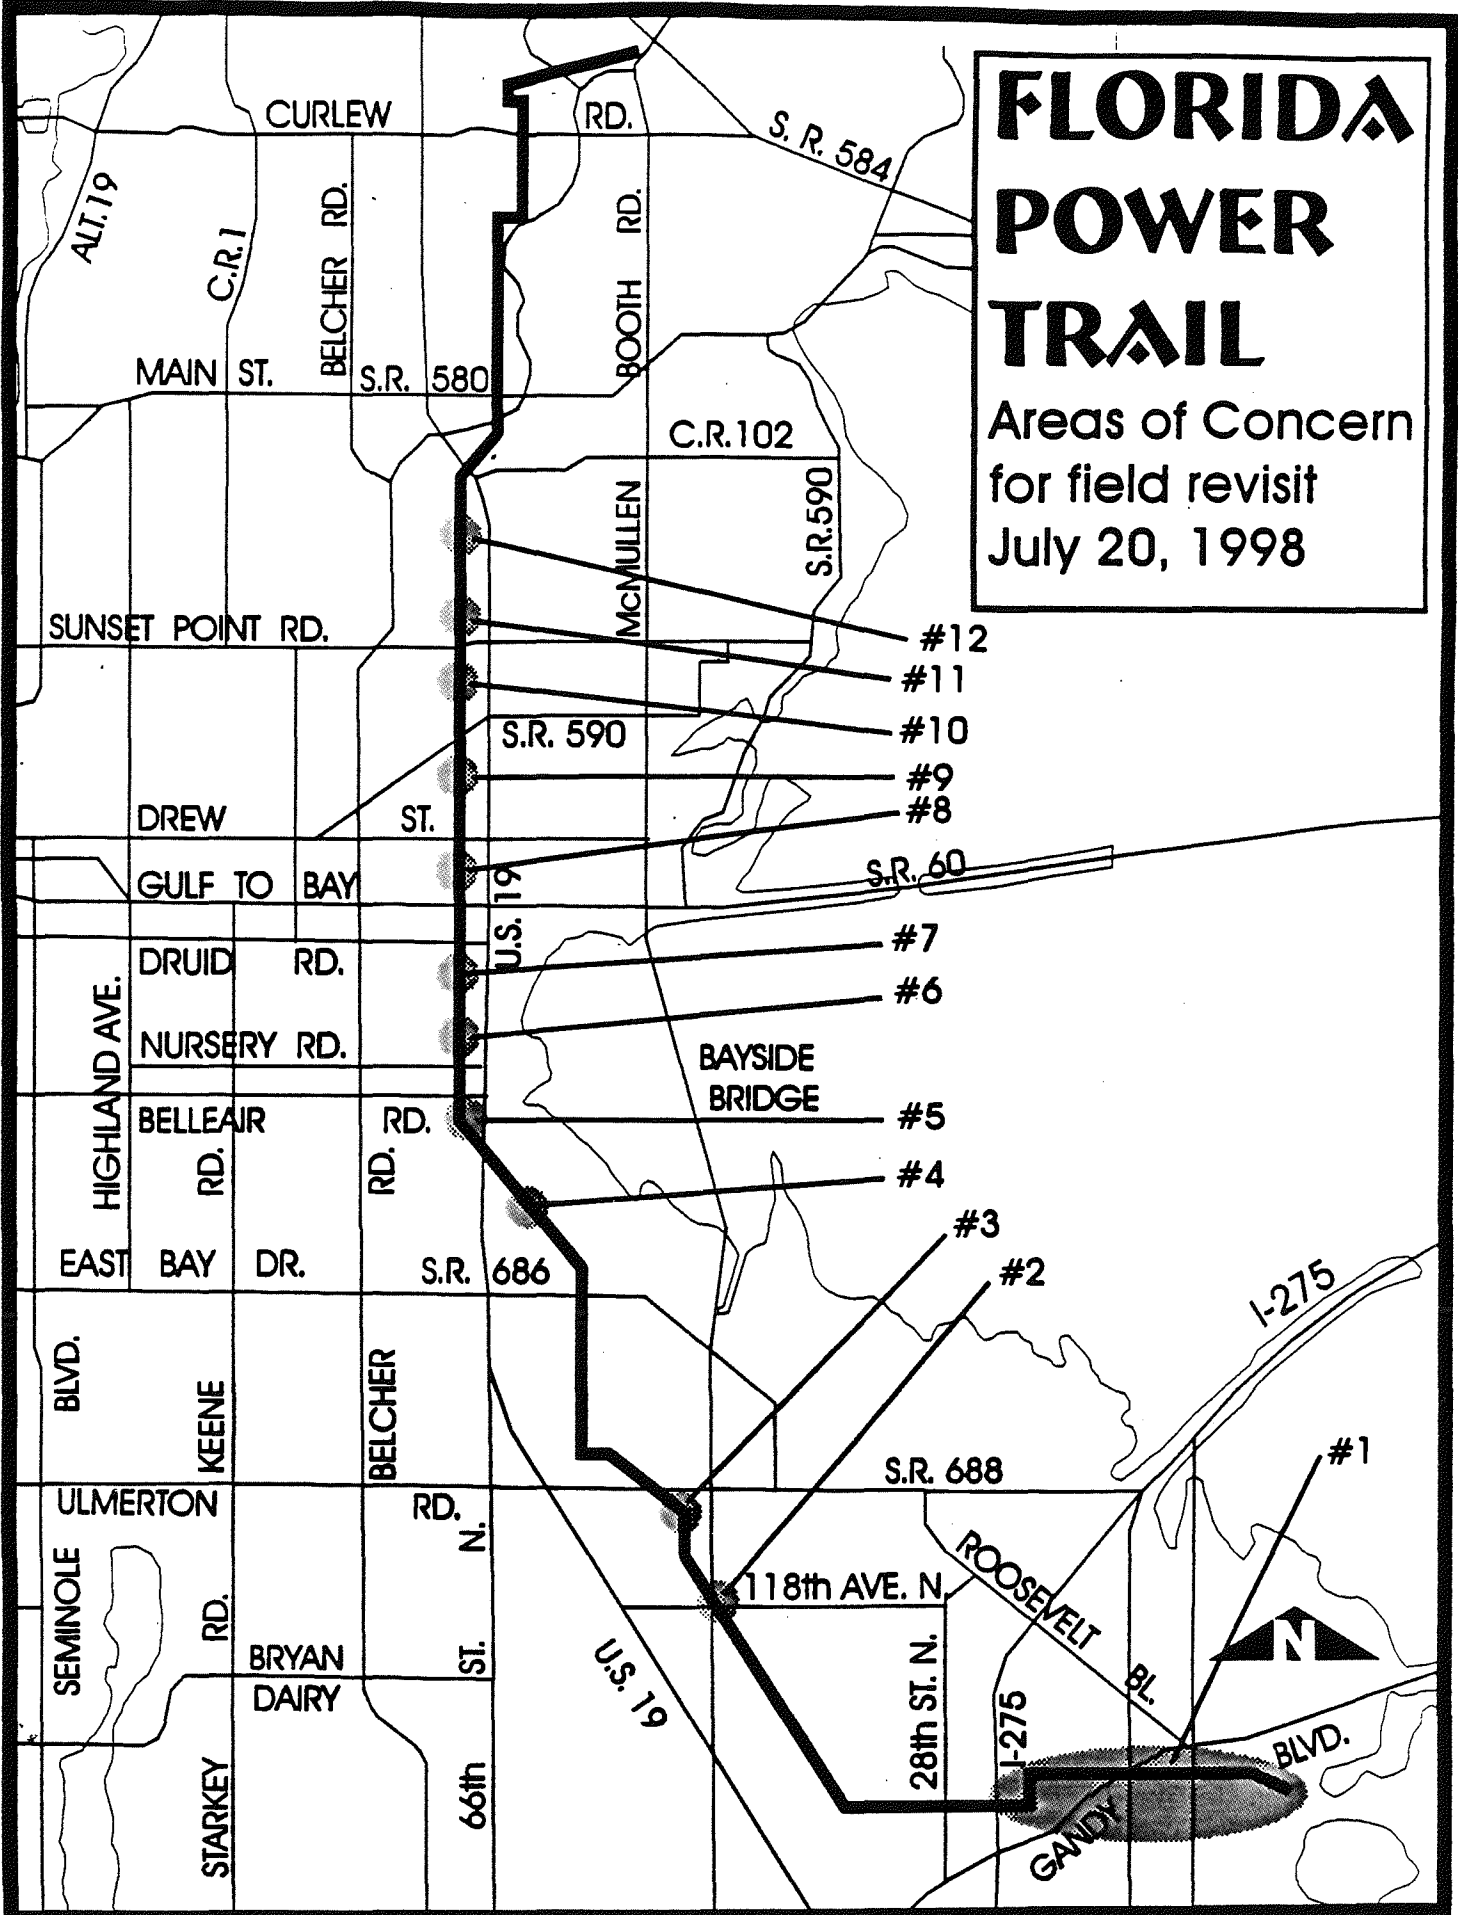 FLORIDA
POWER
TRAIL
Areas of Concern
for field revisit
July 20, 1998
CURLEW RD.
S. R. 584
ALT. 19
C.R.1
BELCHER RD.
BOOTH RD.
MAIN ST. S.R. 580
C.R.102
McMULLEN
S.R.590
SUNSET POINT RD.
#12
#11
#10
S.R. 590
#9
#8
DREW ST.
S.R. 60
GULF TO BAY
U.S. 19
#7
DRUID RD.
#6
HIGHLAND AVE.
NURSERY RD.
BAYSIDE
BRIDGE
#5
BELLEAIR RD.
RD.
RD.
#4
#3
EAST BAY DR. S.R. 686
#2
I-275
BLVD.
KEENE
BELCHER
#1
S.R. 688
ULMERTON RD.
N.
SEMINOLE
118th AVE. N.
ROOSEVELT BL.
RD.
N
BRYAN
DAIRY
ST.
U.S. 19
28th ST. N.
I-275
GANDY BLVD.
STARKEY
66th